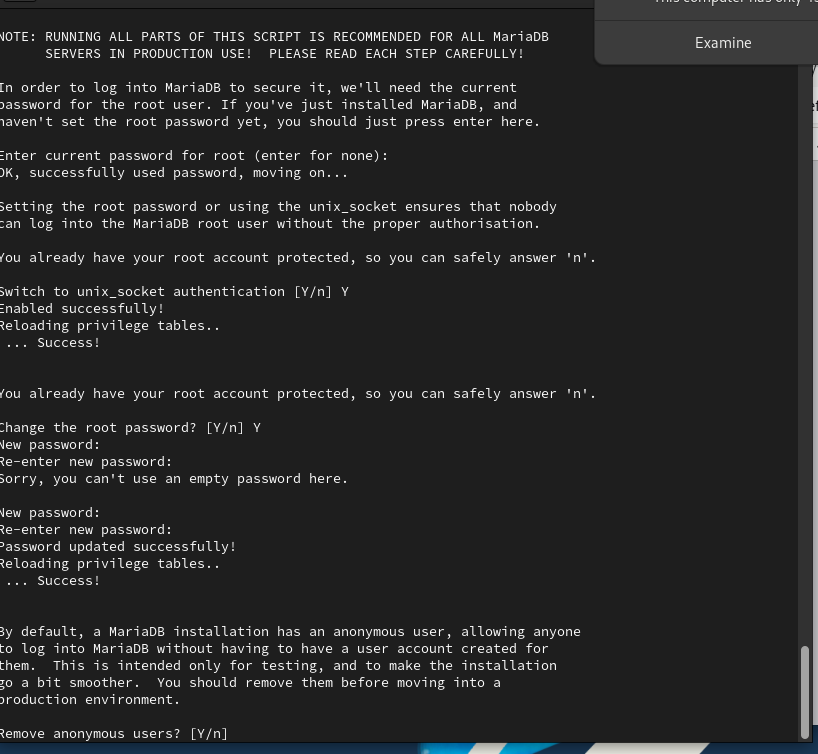 This computer has only
Examine
NOTE: RUNNING ALL PARTS OF THIS SCRIPT IS RECOMMENDED FOR ALL MariaDB
SERVERS IN PRODUCTION USE!  PLEASE READ EACH STEP CAREFULLY!
In order to log into MariaDB to secure it, we'll need the current
password for the root user. If you've just installed MariaDB, and
haven't set the root password yet, you should just press enter here.
Enter current password for root (enter for none):
OK, successfully used password, moving on...
Setting the root password or using the unix_socket ensures that nobody
can log into the MariaDB root user without the proper authorisation.
You already have your root account protected, so you can safely answer 'n'.
Switch to unix_socket authentication [Y/n] Y
Enabled successfully!
Reloading privilege tables..
... Success!
You already have your root account protected, so you can safely answer 'n'.
Change the root password? [Y/n] Y
New password:
Re-enter new password:
Sorry, you can't use an empty password here.
New password:
Re-enter new password:
Password updated successfully!
Reloading privilege tables..
... Success!
By default, a MariaDB installation has an anonymous user, allowing anyone
to log into MariaDB without having to have a user account created for
them.  This is intended only for testing, and to make the installation
go a bit smoother.  You should remove them before moving into a
production environment.
Remove anonymous users? [Y/n]